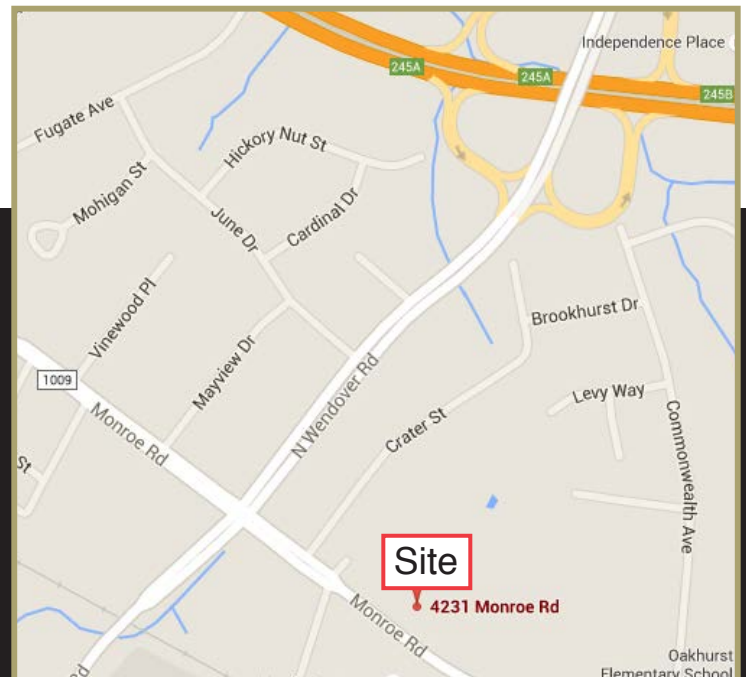 Independence Place
245A
245A
245B
Fugate Ave
Hickory Nut St
Mohigan St
June Dr
Cardinal Dr
Vinewood Pl
Brookhurst Dr
Mayview Dr
1009
N Wendover Rd
Levy Way
Monroe Rd
Crater St
Commonwealth Ave
St
Site
4231 Monroe Rd
Monroe Rd
Oakhurst
Elementary School
Rd